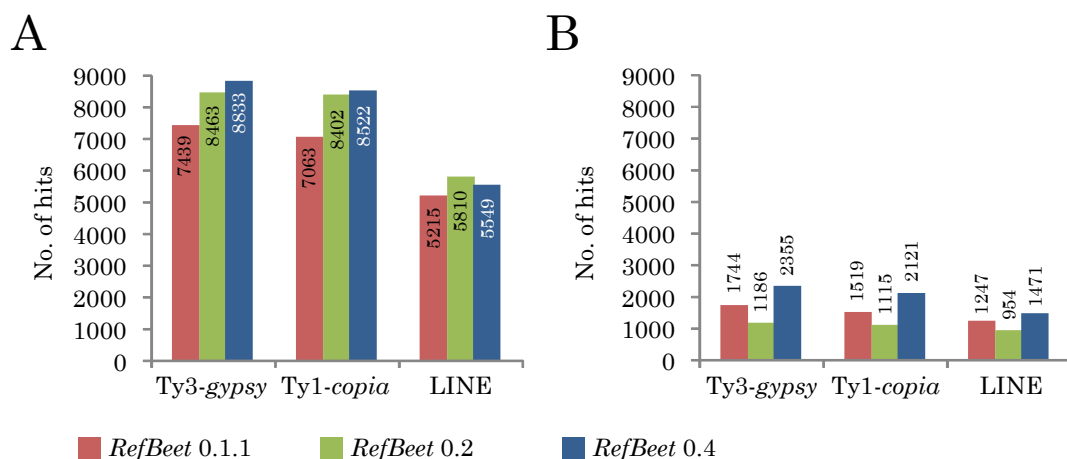 A
No. of hits
9000
8000
7000
6000
5000
4000
3000
2000
1000
0
7439
8463
8833
7063
8402
8522
5215
5810
5549
Ty3-gypsy
Ty1-copia
LINE
B
No. of hits
9000
8000
7000
6000
5000
4000
3000
2000
1000
0
1744
1186
2355
1519
1115
2121
1247
954
1471
Ty3-gypsy
Ty1-copia
LINE
RefBeet 0.1.1
RefBeet 0.2
RefBeet 0.4